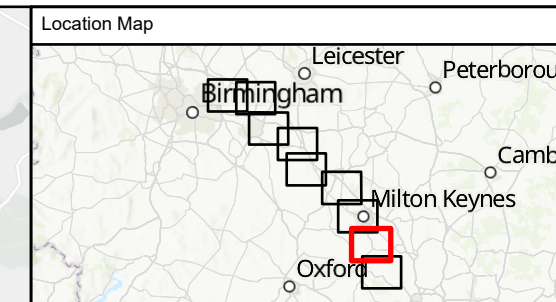 Location Map
Leicester
Peterborou
Birmingham
Camb
Milton Keynes
Oxford